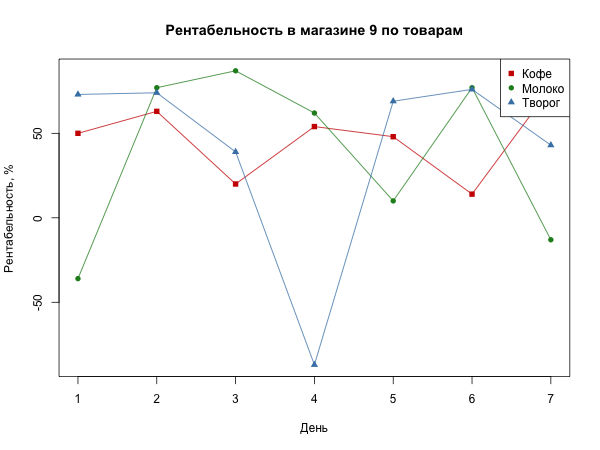 Рентабельность в магазине 9 по товарам
Кофе
Молоко
Творог
Рентабельность, %
50
0
-50
1 2 3 4 5 6 7
День